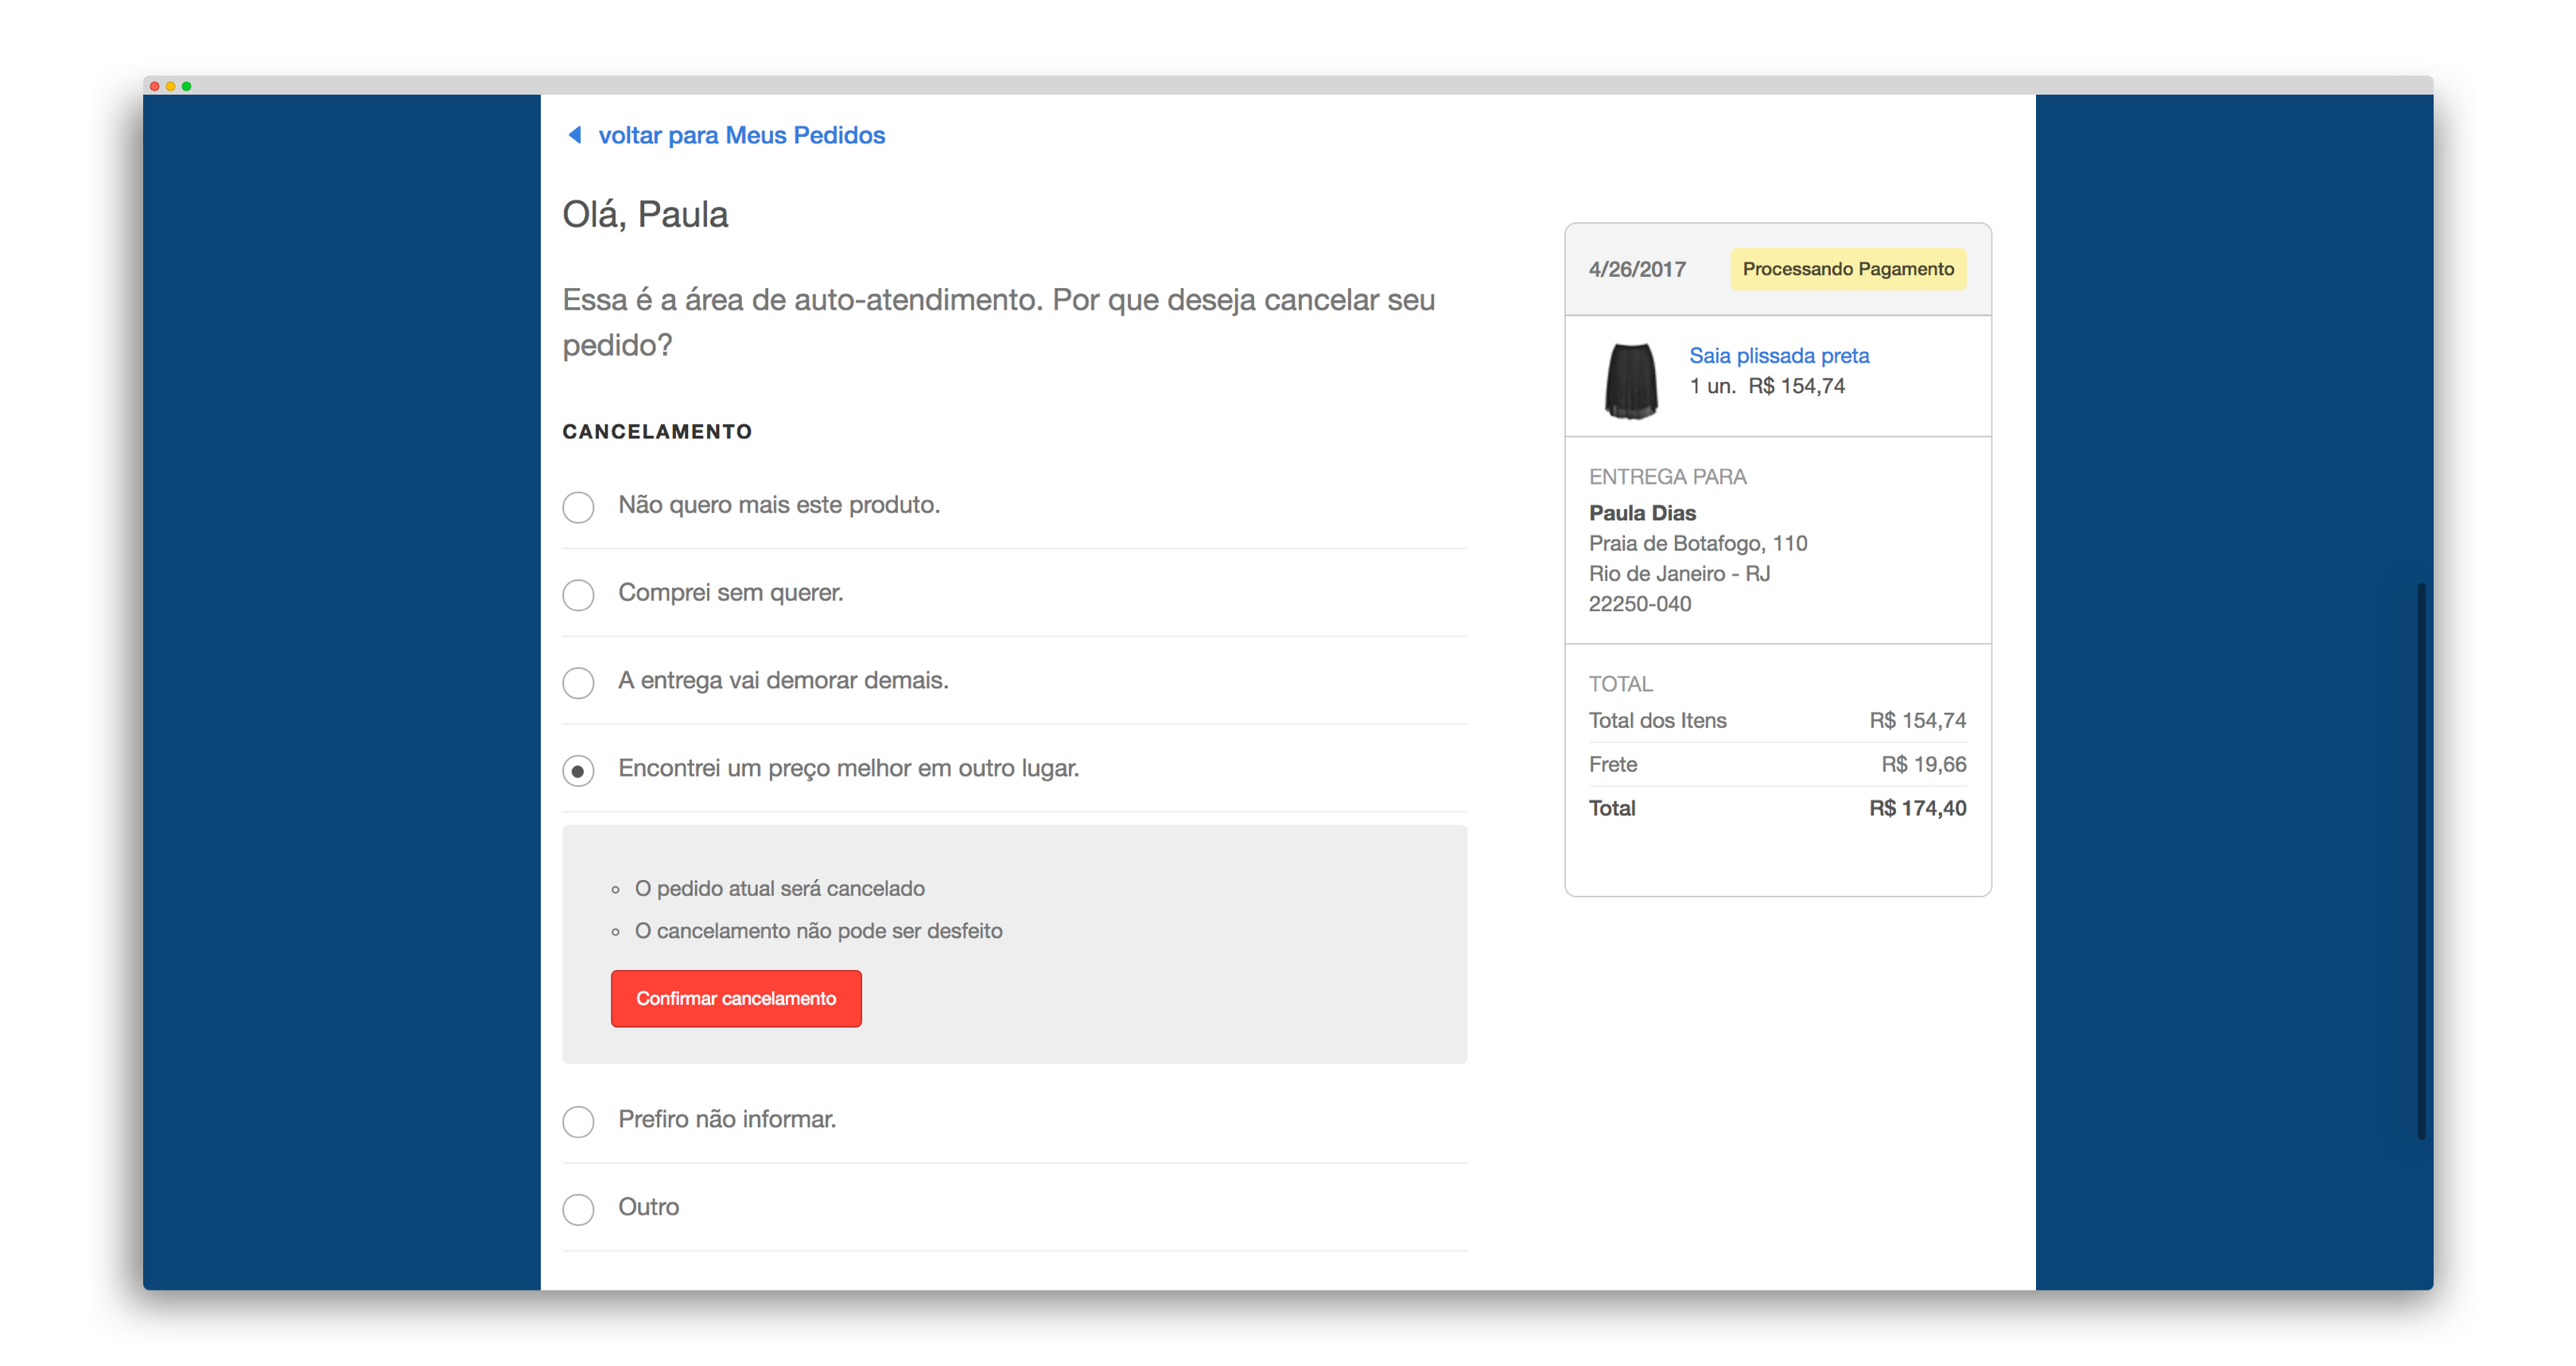 voltar para Meus Pedidos
Olá, Paula
Essa é a área de auto-atendimento. Por que deseja cancelar seu
pedido?
CANCELAMENTO
Não quero mais este produto.
Comprei sem querer.
A entrega vai demorar demais.
Encontrei um preço melhor em outro lugar.
O pedido atual será cancelado
O cancelamento não pode ser desfeito
Confirmar cancelamento
Prefiro não informar.
Outro
4/26/2017 Processando Pagamento
Saia plissada preta
1 un. R$ 154,74
ENTREGA PARA
Paula Dias
Praia de Botafogo, 110
Rio de Janeiro - RJ
22250-040
TOTAL
Total dos Itens R$ 154,74
Frete R$ 19,66
Total R$ 174,40